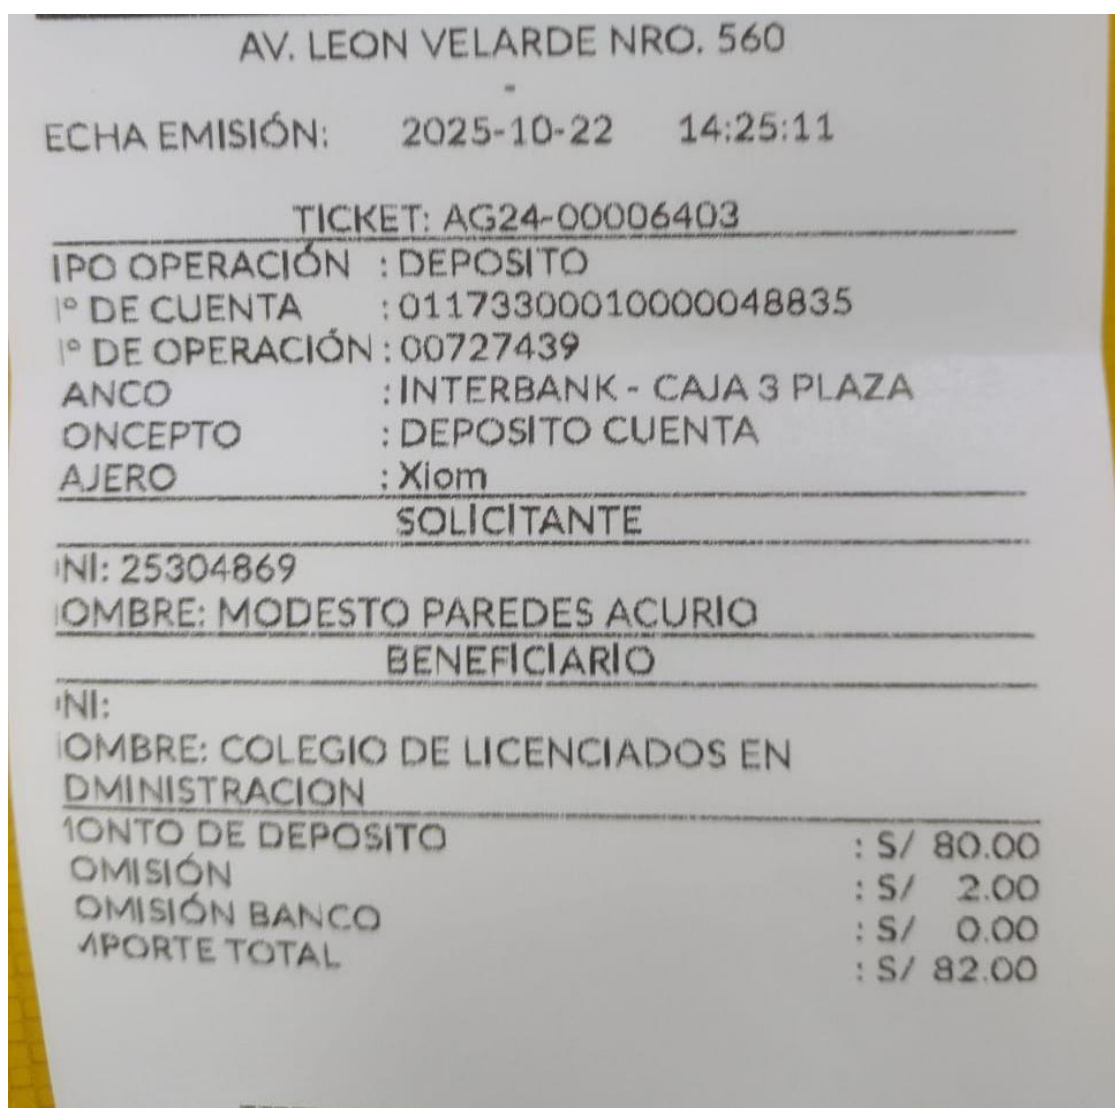 AV. LEON VELARDE NRO. 560
-
ECHA EMISIÓN: 2025-10-22 14:25:11
TICKET: AG24-00006403
IPO OPERACIÓN : DEPOSITO
° DE CUENTA : 01173300010000048835
° DE OPERACIÓN : 00727439
ANCO : INTERBANK - CAJA 3 PLAZA
ONCEPTO : DEPOSITO CUENTA
AJERO : Xiom
SOLICITANTE
NI: 25304869
OMBRE: MODESTO PAREDES ACURIO
BENEFICIARIO
NI:
OMBRE: COLEGIO DE LICENCIADOS EN
DMINISTRACION
MONTO DE DEPOSITO : S/ 80.00
OMISIÓN : S/ 2.00
OMISIÓN BANCO : S/ 0.00
MPORTE TOTAL : S/ 82.00